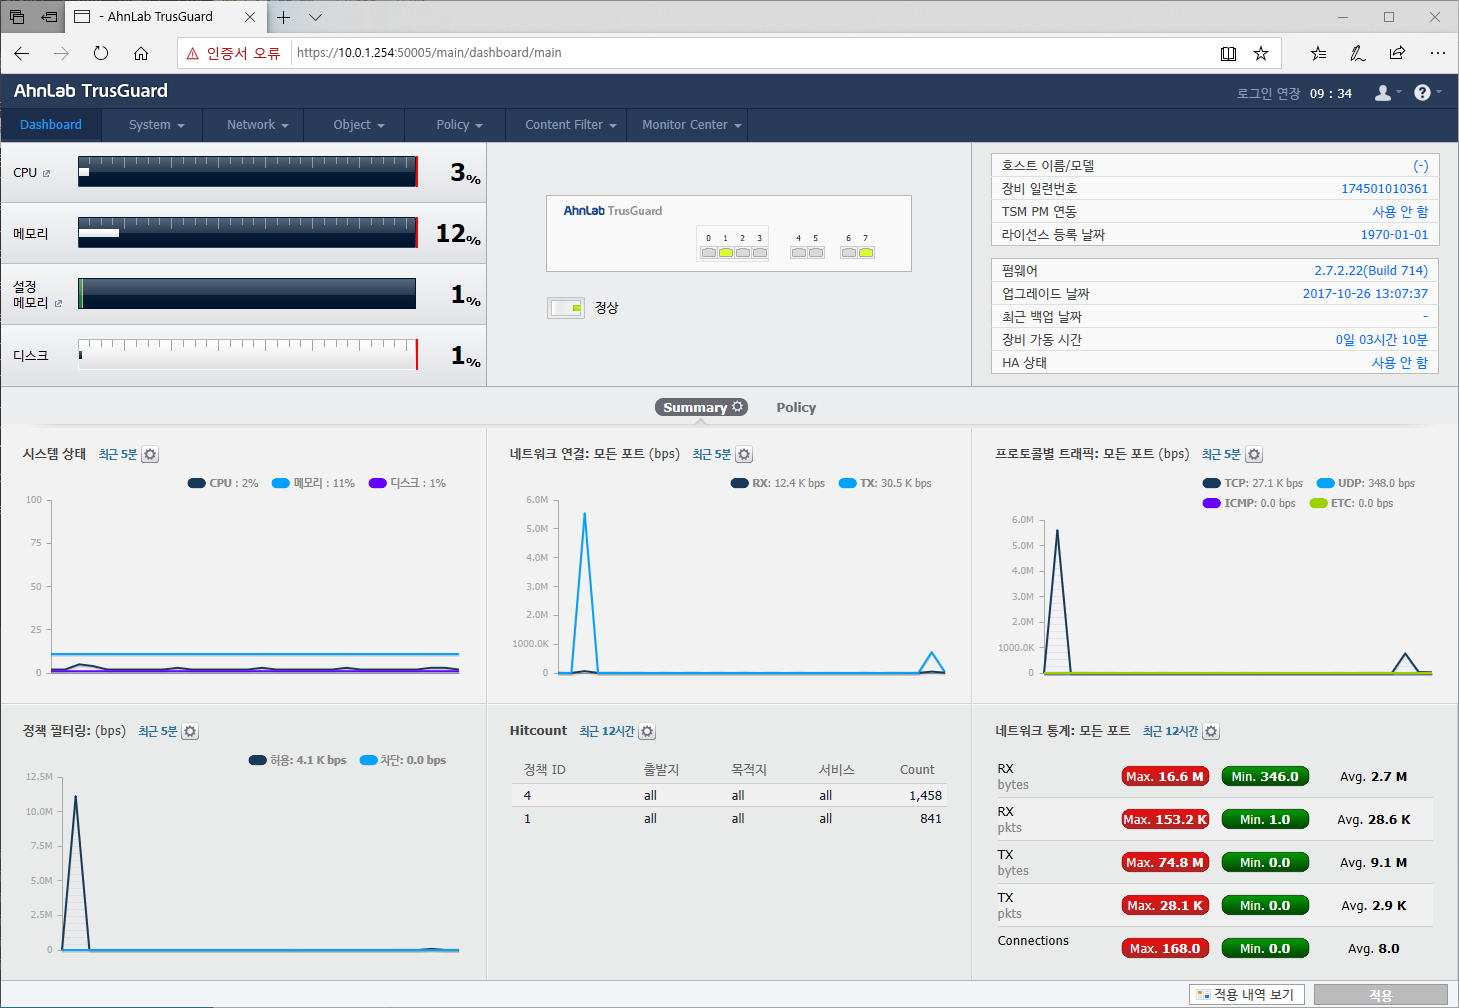 - AhnLab TrusGuard
인증서 오류 https://10.0.1.254:50005/main/dashboard/main
AhnLab TrusGuard
로그인 연장 09 : 34
Dashboard System Network Object Policy Content Filter Monitor Center
CPU 3%
메모리 12%
설정
메모리 1%
디스크 1%
AhnLab TrusGuard
0 1 2 3 4 5 6 7
정상
호스트 이름/모델 (-)
장비 일련번호 174501010361
TSM PM 연동 사용 안 함
라이선스 등록 날짜 1970-01-01
펌웨어 2.7.2.22(Build 714)
업그레이드 날짜 2017-10-26 13:07:37
최근 백업 날짜 -
장비 가동 시간 0일 03시간 10분
HA 상태 사용 안 함
Summary Policy
시스템 상태 최근 5분
CPU : 2% 메모리 : 11% 디스크 : 1%
100
75
50
25
0
네트워크 연결: 모든 포트 (bps) 최근 5분
RX: 12.4 K bps TX: 30.5 K bps
6.0M
5.0M
4.0M
3.0M
2.0M
1000.0K
0
프로토콜별 트래픽: 모든 포트 (bps) 최근 5분
TCP: 27.1 K bps UDP: 348.0 bps
ICMP: 0.0 bps ETC: 0.0 bps
6.0M
5.0M
4.0M
3.0M
2.0M
1000.0K
0
정책 필터링: (bps) 최근 5분
허용: 4.1 K bps 차단: 0.0 bps
12.5M
10.0M
7.5M
5.0M
2.5M
0
Hitcount 최근 12시간
정책 ID 출발지 목적지 서비스 Count
4 all all all 1,458
1 all all all 841
네트워크 통계: 모든 포트 최근 12시간
RX
bytes Max. 16.6 M Min. 346.0 Avg. 2.7 M
RX
pkts Max. 153.2 K Min. 1.0 Avg. 28.6 K
TX
bytes Max. 74.8 M Min. 0.0 Avg. 9.1 M
TX
pkts Max. 28.1 K Min. 0.0 Avg. 2.9 K
Connections Max. 168.0 Min. 0.0 Avg. 8.0
적용 내역 보기 적용